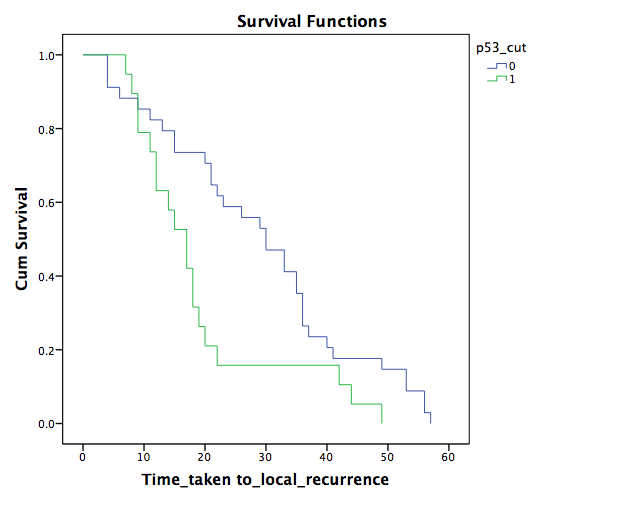 Survival Functions
p53_cut
0
1
1.0
0.8
0.6
0.4
0.2
0.0
Cum Survival
0 10 20 30 40 50 60
Time_taken to_local_recurrence